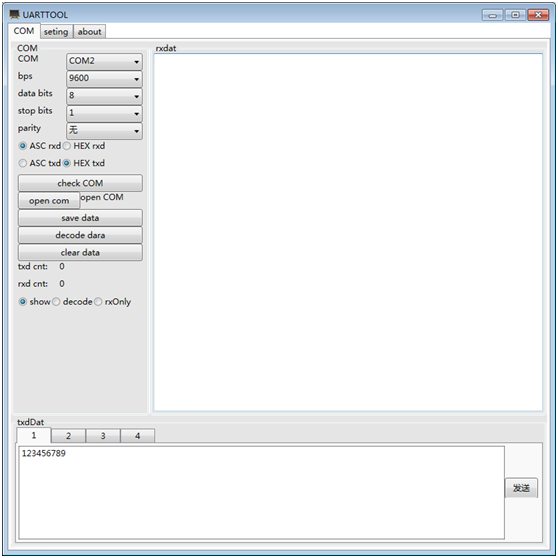 UARTTOOL
COM seting about
COM
COM COM2
bps 9600
data bits 8
stop bits 1
parity 无
ASC rxd HEX rxd
ASC txd HEX txd
check COM
open com open COM
save data
decode dara
clear data
txd cnt: 0
rxd cnt: 0
show decode rxOnly
rxdat
txdDat
1 2 3 4
123456789
发送